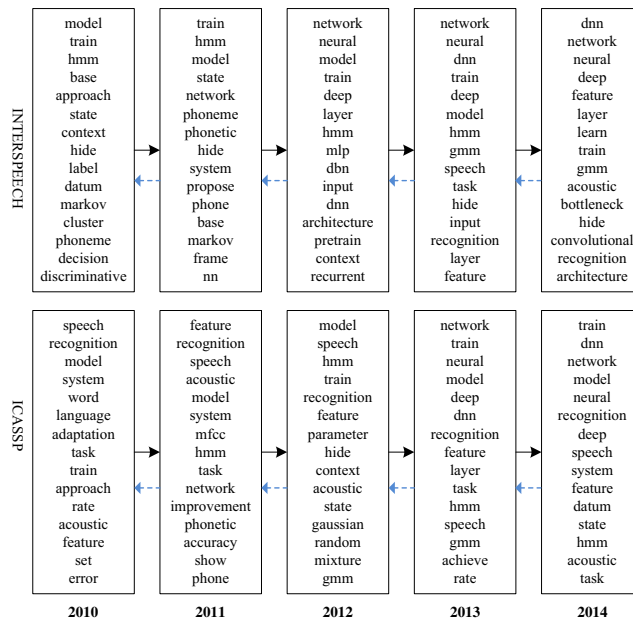 INTERSPEECH
model
train
hmm
base
approach
state
context
hide
label
datum
markov
cluster
phoneme
decision
discriminative
train
hmm
model
state
network
phoneme
phonetic
hide
system
propose
phone
base
markov
frame
nn
network
neural
model
train
deep
layer
hmm
mlp
dbn
input
dnn
architecture
pretrain
context
recurrent
network
neural
dnn
train
deep
model
hmm
gmm
speech
task
hide
input
recognition
layer
feature
dnn
network
neural
deep
feature
layer
learn
train
gmm
acoustic
bottleneck
hide
convolutional
recognition
architecture
ICASSP
speech
recognition
model
system
word
language
adaptation
task
train
approach
rate
acoustic
feature
set
error
feature
recognition
speech
acoustic
model
system
mfcc
hmm
task
network
improvement
phonetic
accuracy
show
phone
model
speech
hmm
train
recognition
feature
parameter
hide
context
acoustic
state
gaussian
random
mixture
gmm
network
train
neural
model
deep
dnn
recognition
feature
layer
task
hmm
speech
gmm
achieve
rate
train
dnn
network
model
neural
recognition
deep
speech
system
feature
datum
state
hmm
acoustic
task
2010 2011 2012 2013 2014